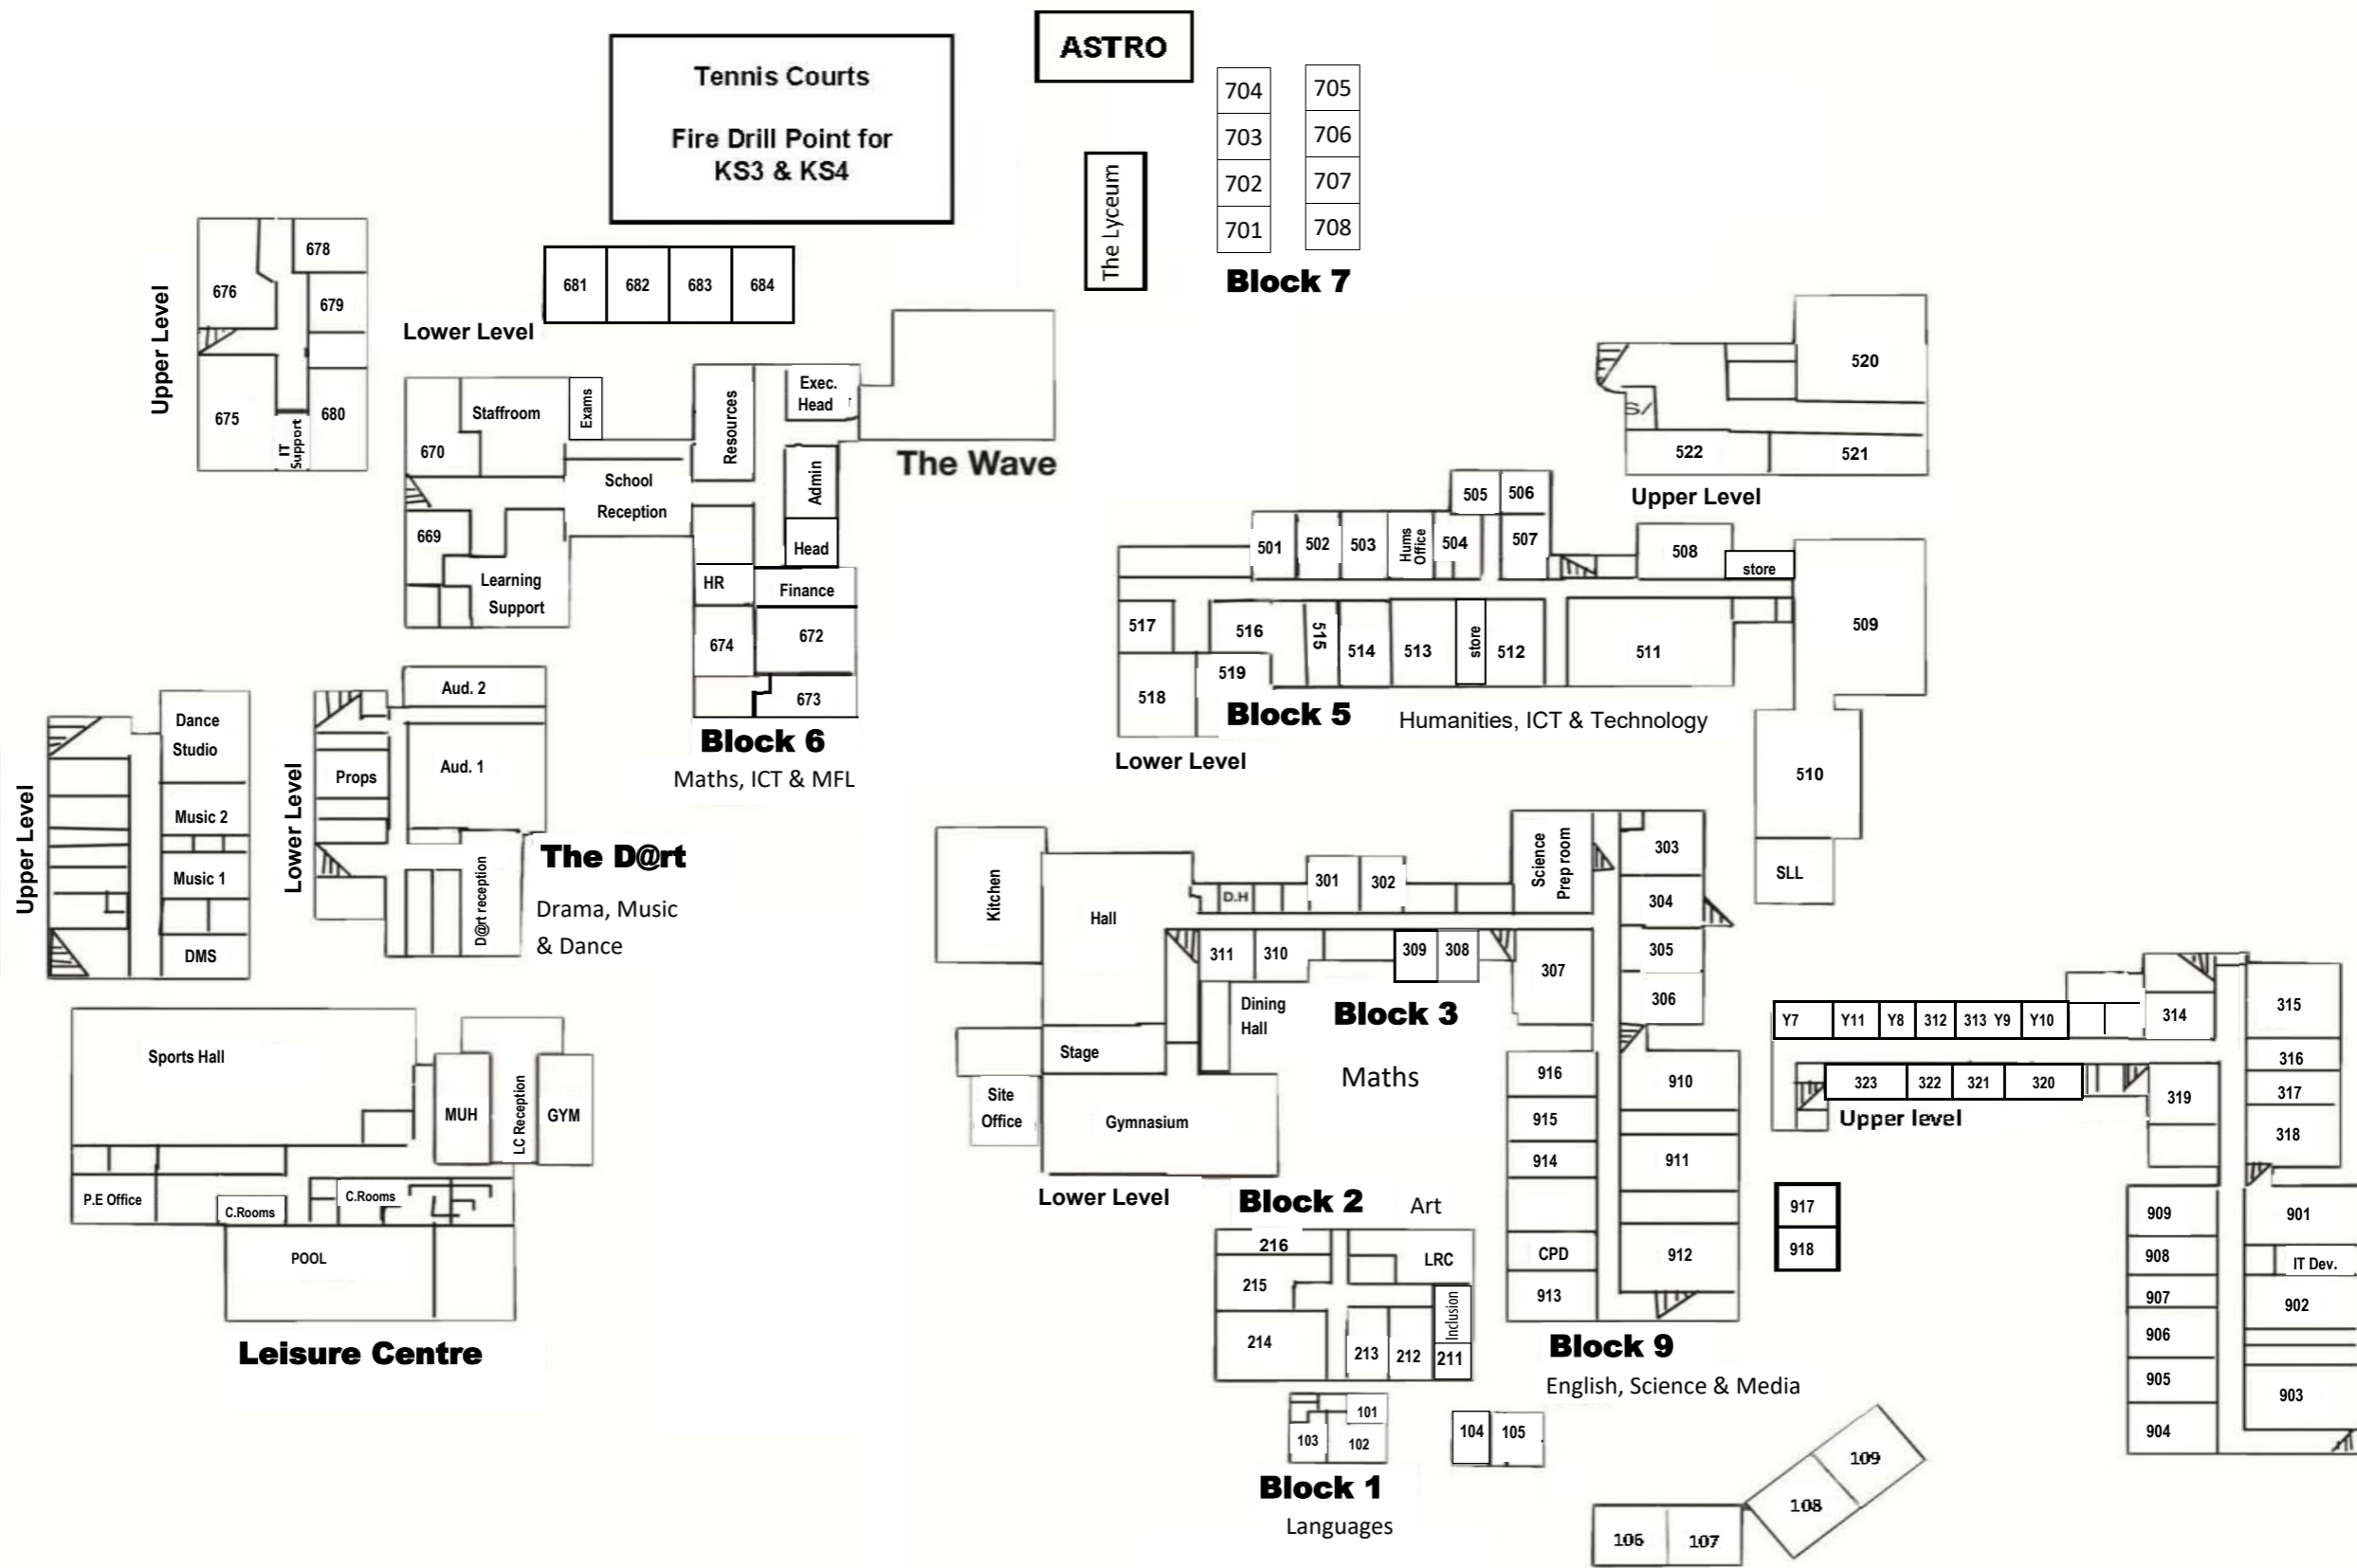 ASTRO
Tennis Courts
Fire Drill Point for
KS3 & KS4
704
703
702
701
705
706
707
708
The Lyceum
Block 7
Upper Level
676
678
679
675
680
IT
Support
681
682
683
684
Lower Level
Staffroom
Exams
670
Resources
Exec.
Head
The Wave
School
Reception
Admin
Head
669
Learning
Support
HR
Finance
674
672
673
Block 6
Maths, ICT & MFL
520
522
521
Upper Level
505
506
501
502
503
Hums
Office
504
507
508
store
509
517
516
515
514
513
store
512
511
518
519
Block 5
Humanities, ICT & Technology
Lower Level
510
SLL
Upper Level
Dance
Studio
Music 2
Music 1
DMS
Lower Level
Aud. 2
Aud. 1
Props
D@rt reception
The D@rt
Drama, Music
& Dance
Sports Hall
MUH
LC Reception
GYM
P.E Office
C.Rooms
C.Rooms
POOL
Leisure Centre
Kitchen
Hall
D.H
301
302
Science
Prep room
303
304
305
306
311
310
309
308
307
Dining
Hall
Block 3
Maths
Stage
Site
Office
Gymnasium
Lower Level
Block 2
Art
216
215
214
LRC
Inclusion
213
212
211
916
915
914
CPD
913
910
911
912
Block 9
English, Science & Media
917
918
Y7
Y11
Y8
312
313 Y9
Y10
314
315
316
317
318
323
322
321
320
319
Upper level
909
908
907
906
905
904
901
IT Dev.
902
903
101
103
102
104
105
Block 1
Languages
106
107
108
109